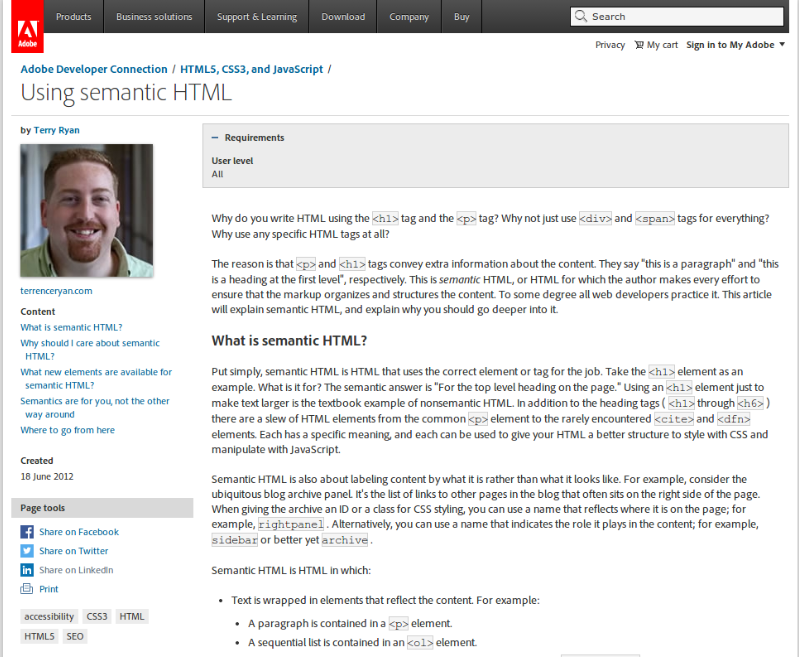 Adobe
Products
Business solutions
Support & Learning
Download
Company
Buy
Search
Privacy
My cart
Sign in to My Adobe
Adobe Developer Connection / HTML5, CSS3, and JavaScript /
Using semantic HTML
by Terry Ryan
terrenceryan.com
Content
What is semantic HTML?
Why should I care about semantic
HTML?
What new elements are available for
semantic HTML?
Semantics are for you, not the other
way around
Where to go from here
Created
18 June 2012
Page tools
Share on Facebook
Share on Twitter
Share on LinkedIn
Print
accessibility CSS3 HTML
HTML5 SEO
Requirements
User level
All
Why do you write HTML using the <h1> tag and the <p> tag? Why not just use <div> and <span> tags for everything?
Why use any specific HTML tags at all?
The reason is that <p> and <h1> tags convey extra information about the content. They say "this is a paragraph" and "this
is a heading at the first level", respectively. This is semantic HTML, or HTML for which the author makes every effort to
ensure that the markup organizes and structures the content. To some degree all web developers practice it. This article
will explain semantic HTML, and explain why you should go deeper into it.
What is semantic HTML?
Put simply, semantic HTML is HTML that uses the correct element or tag for the job. Take the <h1> element as an
example. What is it for? The semantic answer is "For the top level heading on the page." Using an <h1> element just to
make text larger is the textbook example of nonsemantic HTML. In addition to the heading tags ( <h1> through <h6> )
there are a slew of HTML elements from the common <p> element to the rarely encountered <cite> and <dfn>
elements. Each has a specific meaning, and each can be used to give your HTML a better structure to style with CSS and
manipulate with JavaScript.
Semantic HTML is also about labeling content by what it is rather than what it looks like. For example, consider the
ubiquitous blog archive panel. It's the list of links to other pages in the blog that often sits on the right side of the page.
When giving the archive an ID or a class for CSS styling, you can use a name that reflects where it is on the page; for
example, rightpanel . Alternatively, you can use a name that indicates the role it plays in the content; for example,
sidebar or better yet archive .
Semantic HTML is HTML in which:
• Text is wrapped in elements that reflect the content. For example:
• A paragraph is contained in a <p> element.
• A sequential list is contained in an <ol> element.